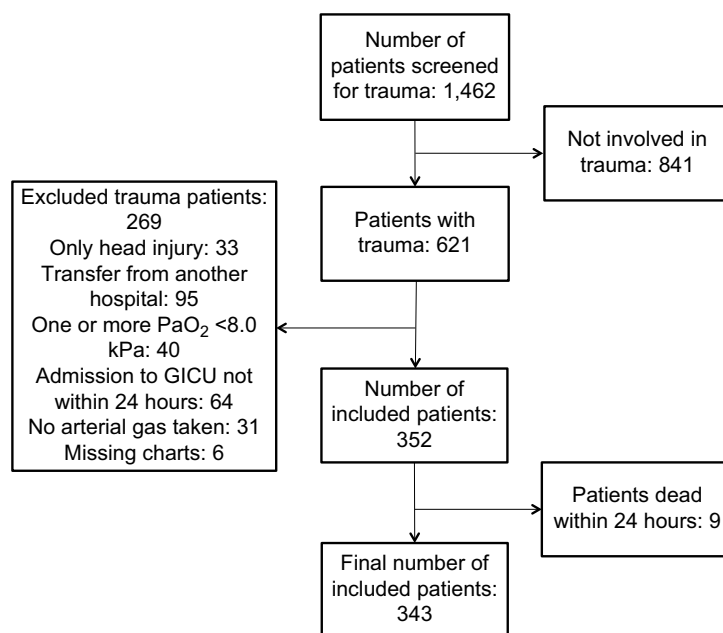 Number of
patients screened
for trauma: 1,462
Not involved in
trauma: 841
Patients with
trauma: 621
Excluded trauma patients:
269
Only head injury: 33
Transfer from another
hospital: 95
One or more PaO₂ <8.0
kPa: 40
Admission to GICU not
within 24 hours: 64
No arterial gas taken: 31
Missing charts: 6
Number of
included patients:
352
Patients dead
within 24 hours: 9
Final number of
included patients:
343